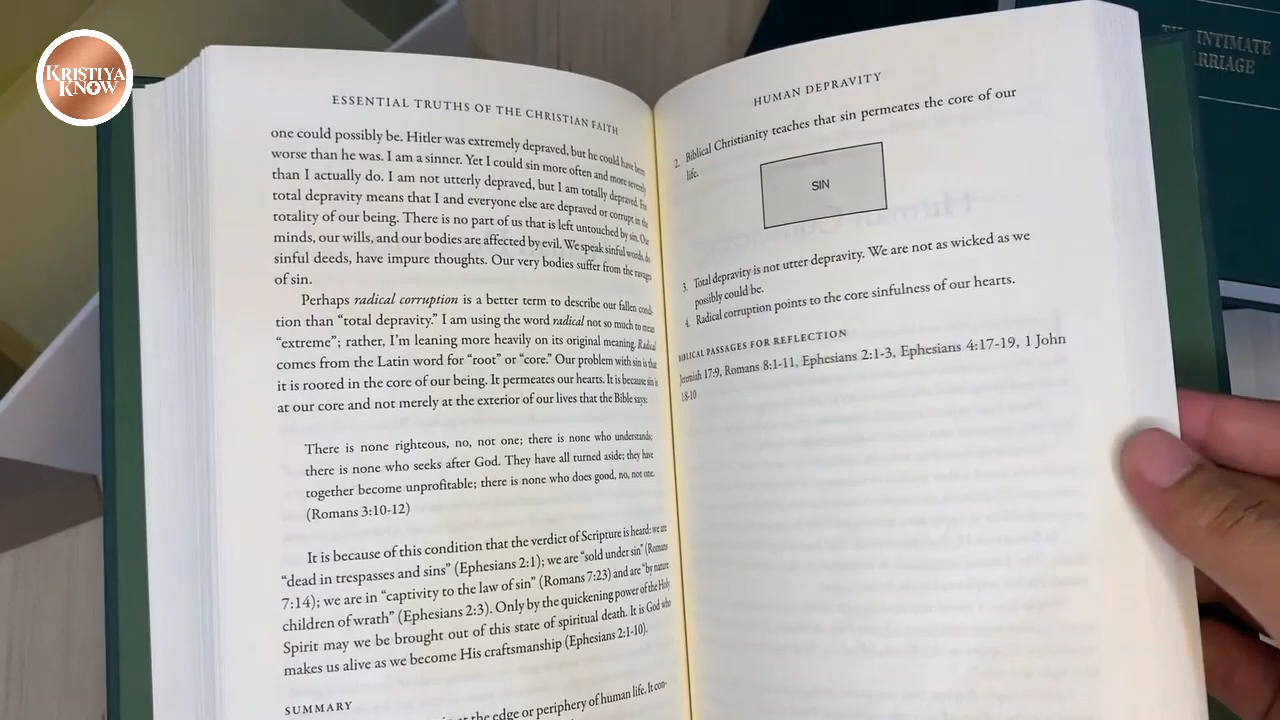 KRISTIYA
KNOW
ESSENTIAL TRUTHS OF THE CHRISTIAN FAITH
one could possibly be. Hitler was extremely depraved, but he could have been
worse than he was. I am a sinner. Yet I could sin more often and more severely
than I actually do. I am not utterly depraved, but I am totally depraved. For
total depravity means that I and everyone else are depraved or corrupt in the
totality of our being. There is no part of us that is left untouched by sin. Our
minds, our wills, and our bodies are affected by evil. We speak sinful words, do
sinful deeds, have impure thoughts. Our very bodies suffer from the ravages
of sin.
Perhaps radical corruption is a better term to describe our fallen condi-
tion than “total depravity.” I am using the word radical not so much to mean
“extreme”; rather, I’m leaning more heavily on its original meaning. Radical
comes from the Latin word for “root” or “core.” Our problem with sin is that
it is rooted in the core of our being. It permeates our hearts. It is because sin is
at our core and not merely at the exterior of our lives that the Bible says:
There is none righteous, no, not one; there is none who understands;
there is none who seeks after God. They have all turned aside; they have
together become unprofitable; there is none who does good, no, not one.
(Romans 3:10-12)
It is because of this condition that the verdict of Scripture is heard: we are
“dead in trespasses and sins” (Ephesians 2:1); we are “sold under sin” (Romans
7:14); we are in “captivity to the law of sin” (Romans 7:23) and are “by nature
children of wrath” (Ephesians 2:3). Only by the quickening power of the Holy
Spirit may we be brought out of this state of spiritual death. It is God who
makes us alive as we become His craftsmanship (Ephesians 2:1-10).
SUMMARY
at the edge or periphery of human life. It con-
HUMAN DEPRAVITY
2. Biblical Christianity teaches that sin permeates the core of our
life.
SIN
3. Total depravity is not utter depravity. We are not as wicked as we
possibly could be.
4. Radical corruption points to the core sinfulness of our hearts.
BIBLICAL PASSAGES FOR REFLECTION
Jeremiah 17:9, Romans 8:1-11, Ephesians 2:1-3, Ephesians 4:17-19, 1 John
1:8-10
INTIMATE
MARRIAGE